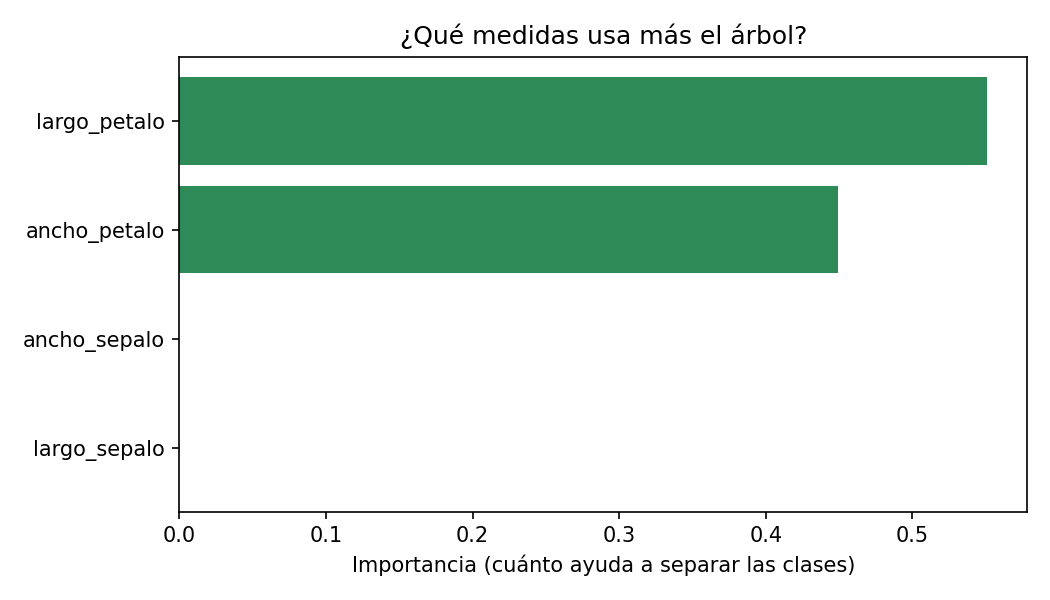 ¿Qué medidas usa más el árbol?
largo_petalo
ancho_petalo
ancho_sepalo
largo_sepalo
0.0 0.1 0.2 0.3 0.4 0.5
Importancia (cuánto ayuda a separar las clases)